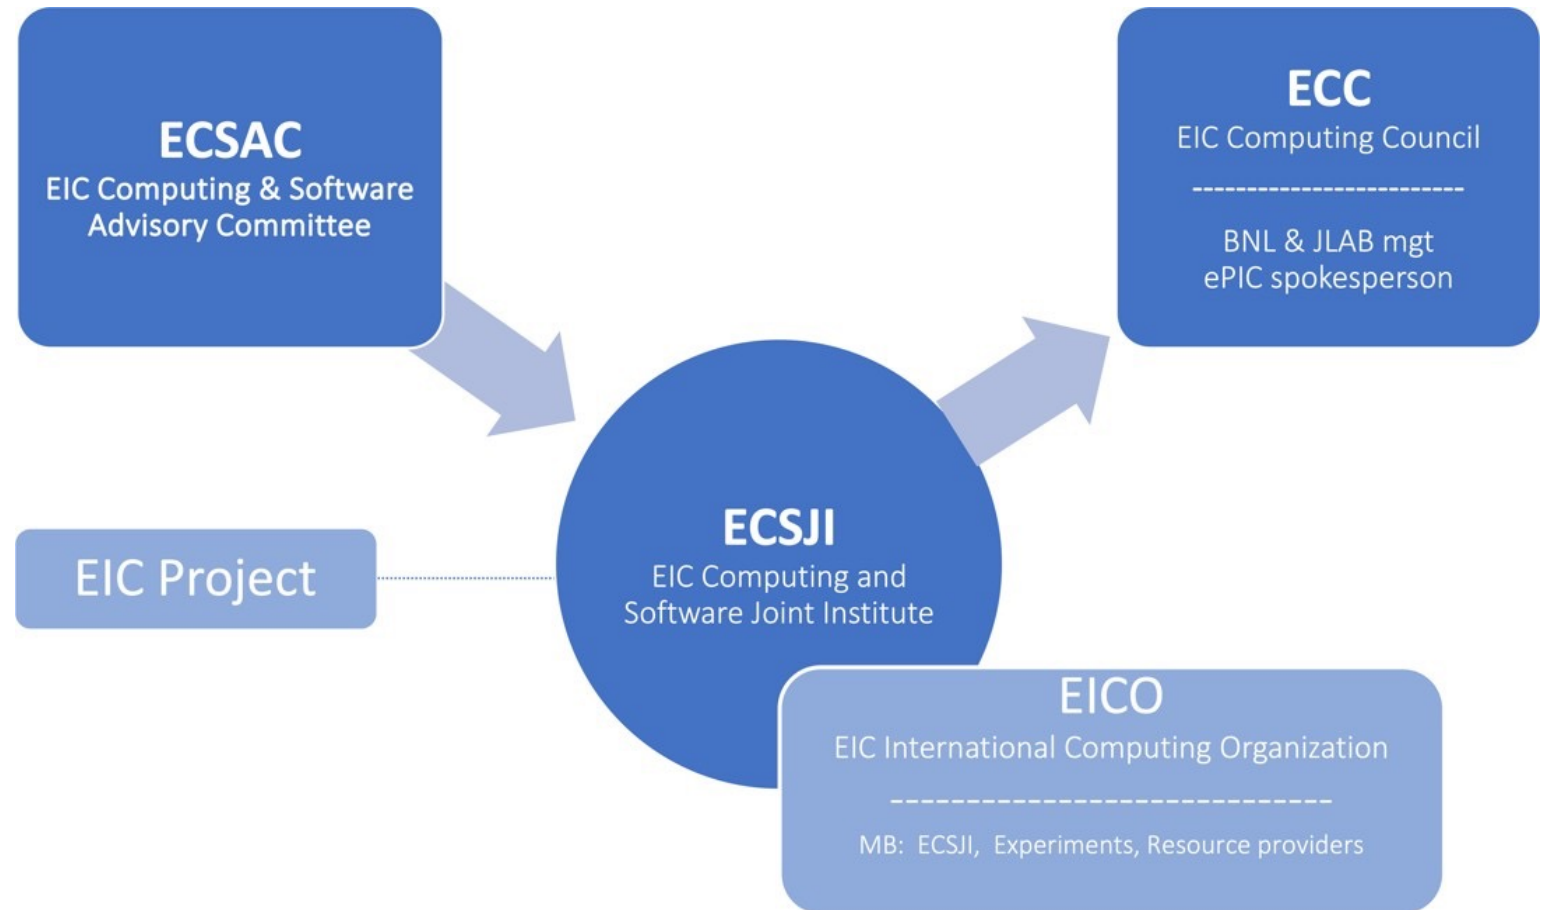 ECSAC
EIC Computing & Software
Advisory Committee
ECC
EIC Computing Council
-------------------------
BNL & JLAB mgt
ePIC spokesperson
EIC Project
ECSJI
EIC Computing and
Software Joint Institute
EICO
EIC International Computing Organization
-----------------------------
MB:  ECSJI,  Experiments, Resource providers